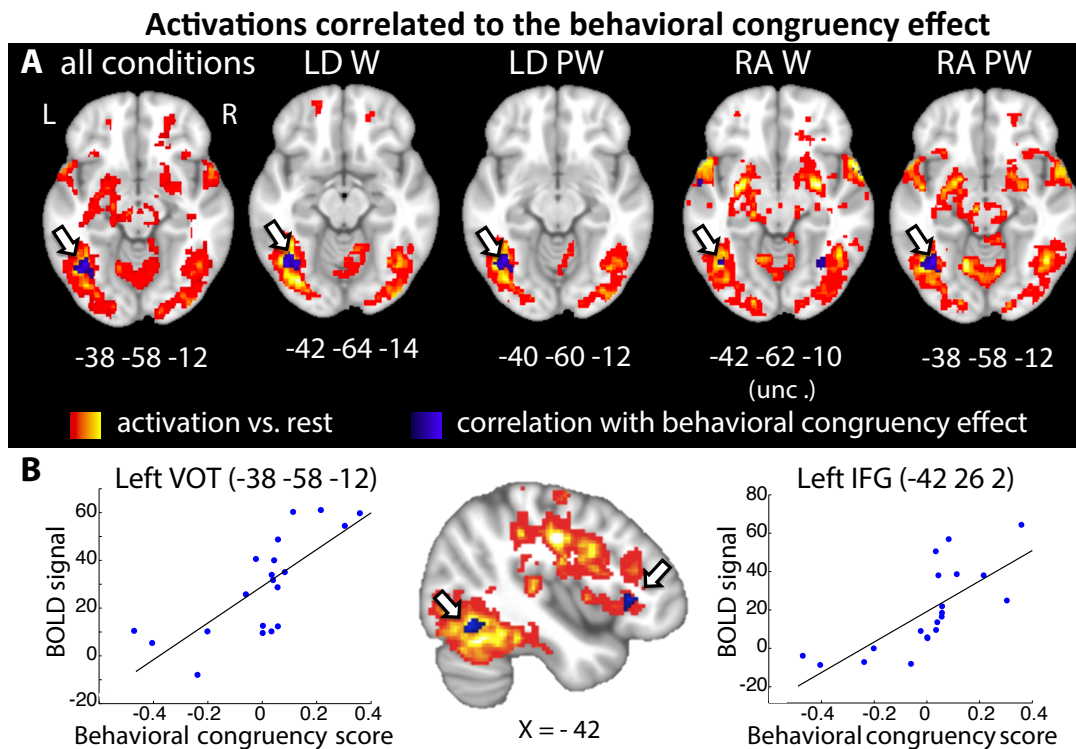 Activations correlated to the behavioral congruency effect
A all conditions LD W LD PW RA W RA PW
L R
-38 -58 -12 -42 -64 -14 -40 -60 -12 -42 -62 -10 -38 -58 -12
(unc .)
activation vs. rest correlation with behavioral congruency effect
B
Left VOT (-38 -58 -12)
BOLD signal
60
40
20
0
-20
-0.4 -0.2 0 0.2 0.4
Behavioral congruency score
X = - 42
Left IFG (-42 26 2)
BOLD signal
80
60
40
20
0
-20
-0.4 -0.2 0 0.2 0.4
Behavioral congruency score